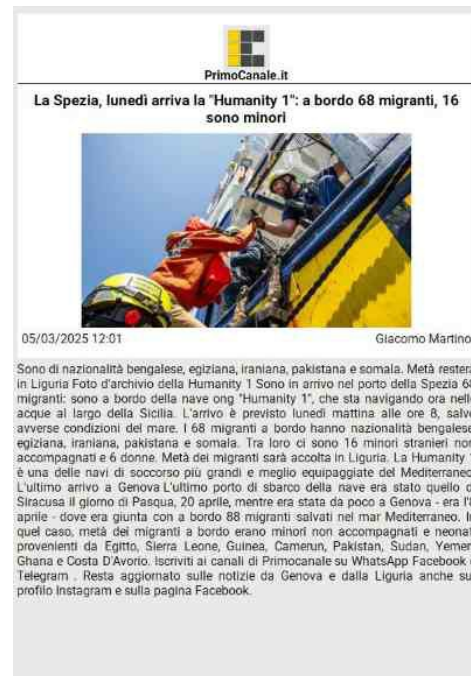 PrimoCanale.it
La Spezia, lunedì arriva la "Humanity 1": a bordo 68 migranti, 16
sono minori
05/03/2025 12:01
Giacomo Martino
Sono di nazionalità bengalese, egiziana, iraniana, pakistana e somala. Metà resterà
in Liguria Foto d'archivio della Humanity 1 Sono in arrivo nel porto della Spezia 68
migranti: sono a bordo della nave ong "Humanity 1", che sta navigando ora nelle
acque al largo della Sicilia. L'arrivo è previsto lunedì mattina alle ore 8, salvo
avverse condizioni del mare. I 68 migranti a bordo hanno nazionalità bengalese,
egiziana, iraniana, pakistana e somala. Tra loro ci sono 16 minori stranieri non
accompagnati e 6 donne. Metà dei migranti sarà accolta in Liguria. La Humanity 1
è una delle navi di soccorso più grandi e meglio equipaggiate del Mediterraneo.
L'ultimo arrivo a Genova L'ultimo porto di sbarco della nave era stato quello di
Siracusa il giorno di Pasqua, 20 aprile, mentre era stata da poco a Genova - era l'8
aprile - dove era giunta con a bordo 88 migranti salvati nel mar Mediterraneo. In
quel caso, metà dei migranti a bordo erano minori non accompagnati e neonati
provenienti da Egitto, Sierra Leone, Guinea, Camerun, Pakistan, Sudan, Yemen,
Ghana e Costa D'Avorio. Iscriviti ai canali di Primocanale su WhatsApp Facebook e
Telegram . Resta aggiornato sulle notizie da Genova e dalla Liguria anche sul
profilo Instagram e sulla pagina Facebook.